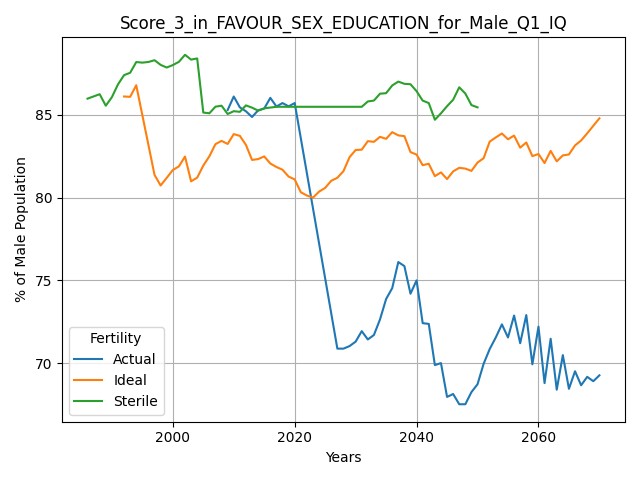 Score_3_in_FAVOUR_SEX_EDUCATION_for_Male_Q1_IQ
% of Male Population
85
80
75
70
Fertility
Actual
Ideal
Sterile
2000
2020
2040
2060
Years